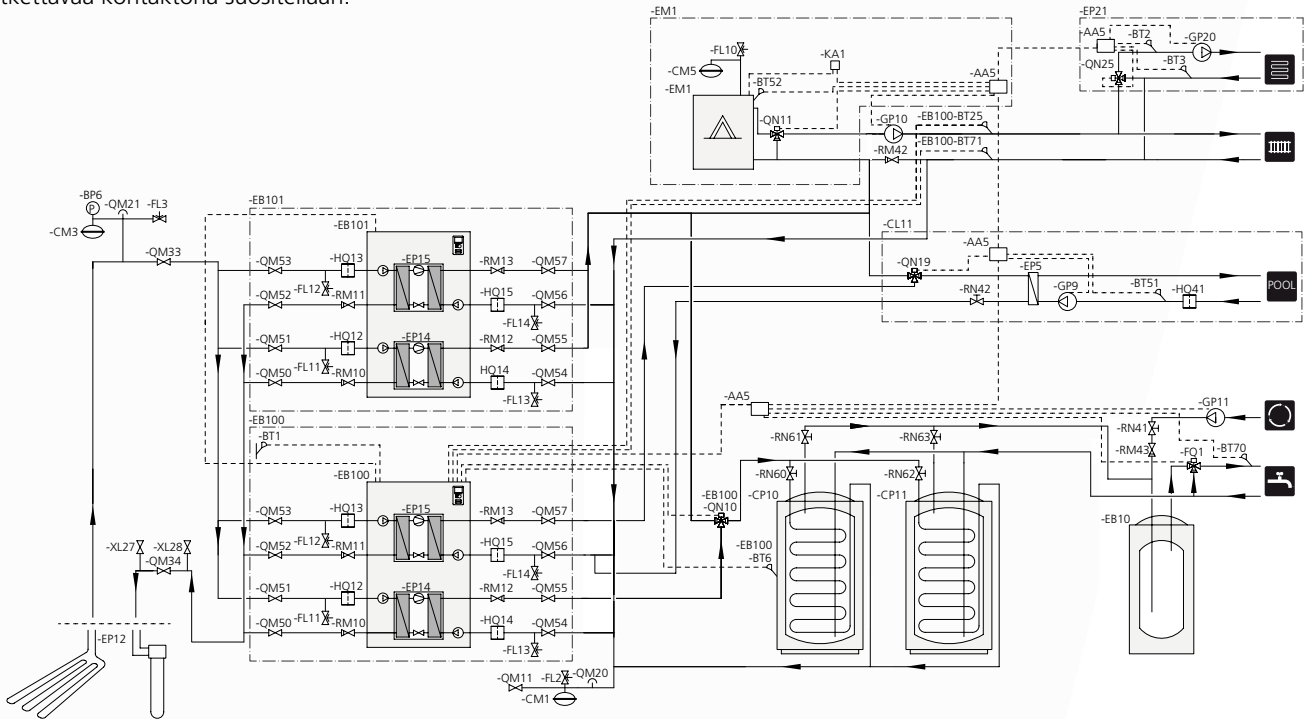 tkettavaa kontaktoria suositellaan.
-EM1
-FL10
-CM5
-EM1
-BT52
-KA1
-AA5
-QN11
-GP10
-EB100-BT25
-EB100-BT71
-RM42
-EP21
-AA5
-BT2
-GP20
-BT3
-QN25
-BP6
-QM21
-FL3
-CM3
-QM33
-EB101
-EB101
-QM53
-HQ13
-EP15
-RM13
-QM57
-FL12
-QM52
-RM11
-HQ15
-QM56
-FL14
-QM51
-HQ12
-EP14
-RM12
-QM55
-FL11
-QM50
-RM10
HQ14
-QM54
-FL13
-CL11
-AA5
-QN19
-EP5
-GP9
-BT51
-HQ41
-RN42
POOL
-EB100
-BT1
-EB100
-QM53
-HQ13
-EP15
-RM13
-QM57
-FL12
-QM52
-RM11
-HQ15
-QM56
-FL14
-QM51
-HQ12
-EP14
-RM12
-QM55
-FL11
-QM50
-RM10
-HQ14
-QM54
-FL13
-AA5
-RN61
-RN63
-RN60
-RN62
-EB100
-QN10
-CP10
-CP11
-EB100
-BT6
-GP11
-RN41
-RM43
-FQ1
-BT70
-EB10
-XL27
-XL28
-QM34
-EP12
-QM11
-FL2
-QM20
-CM1
P